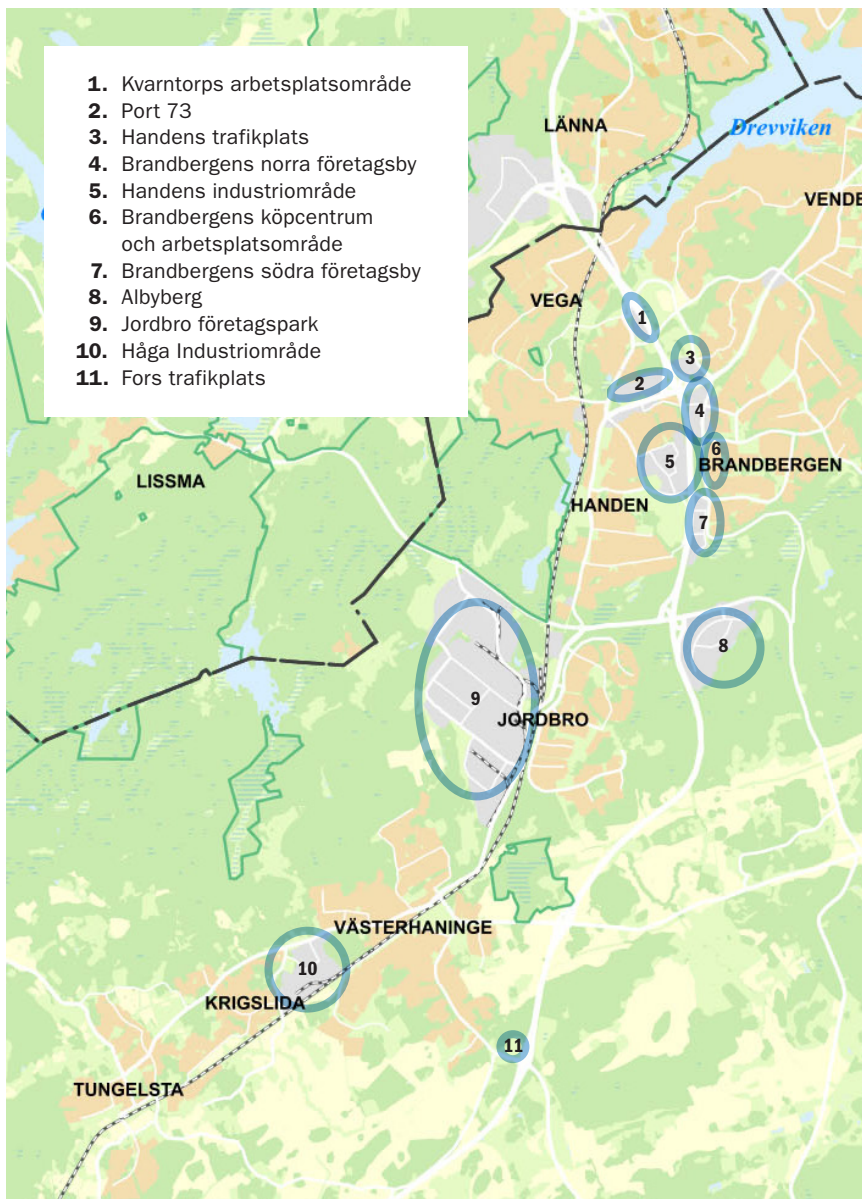 1. Kvarntorps arbetsplatsområde
2. Port 73
3. Handens trafikplats
4. Brandbergens norra företagsby
5. Handens industriområde
6. Brandbergens köpcentrum
och arbetsplatsområde
7. Brandbergens södra företagsby
8. Albyberg
9. Jordbro företagspark
10. Håga Industriområde
11. Fors trafikplats
LÄNNA
Drevviken
VENDE
VEGA
1
3
2
4
6
5
BRANDBERGEN
LISSMA
HANDEN
7
8
9
JORDBRO
VÄSTERHANINGE
10
KRIGSLIDA
11
TUNGELSTA